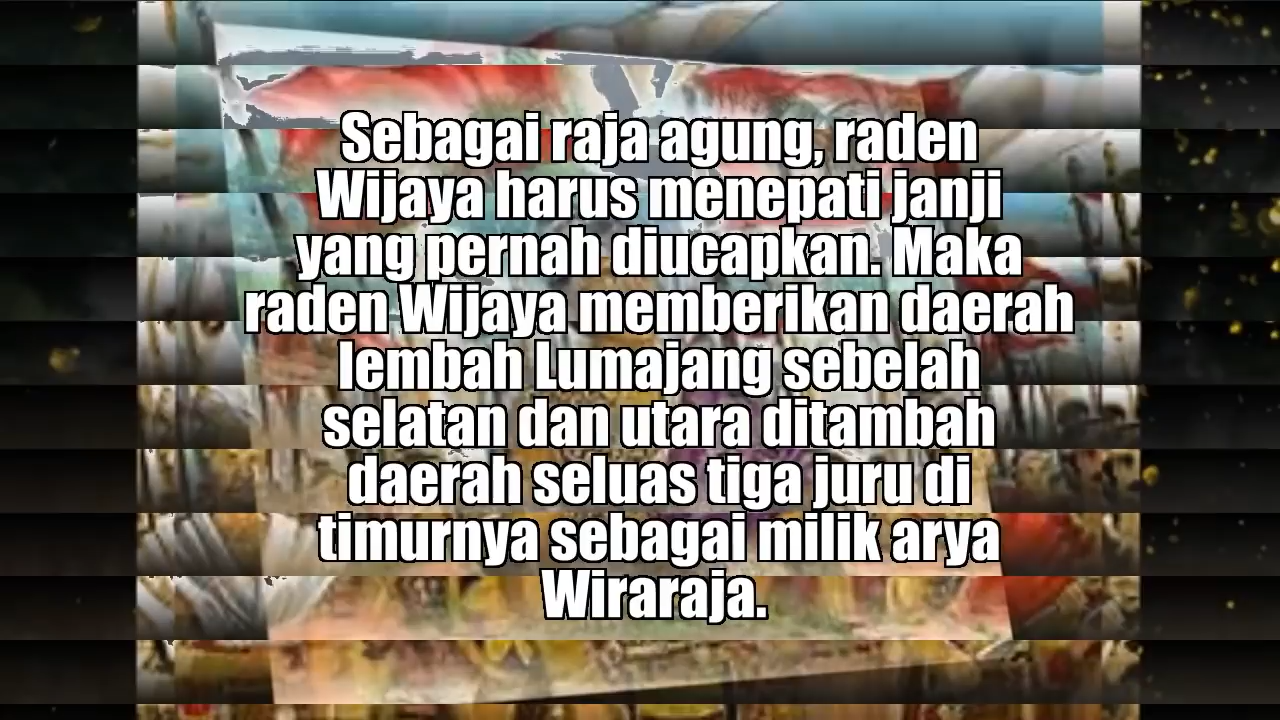 Sebagai raja agung, raden
Wijaya harus menepati janji
yang pernah diucapkan. Maka
raden Wijaya memberikan daerah
lembah Lumajang sebelah
selatan dan utara ditambah
daerah seluas tiga juru di
timurnya sebagai milik arya
Wiraraja.